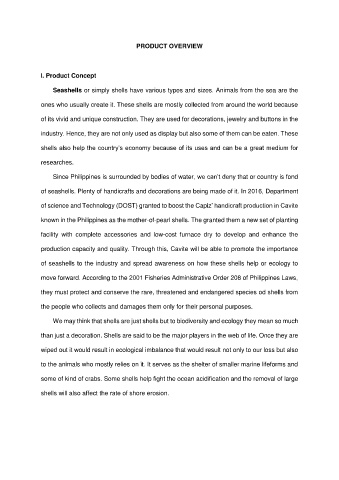 PRODUCT OVERVIEW
I. Product Concept
Seashells or simply shells have various types and sizes. Animals from the sea are the
ones who usually create it. These shells are mostly collected from around the world because
of its vivid and unique construction. They are used for decorations, jewelry and buttons in the
industry. Hence, they are not only used as display but also some of them can be eaten. These
shells also help the country's economy because of its uses and can be a great medium for
researches.
Since Philippines is surrounded by bodies of water, we can't deny that or country is fond
of seashells. Plenty of handicrafts and decorations are being made of it. In 2016, Department
of science and Technology (DOST) granted to boost the Capiz' handicraft production in Cavite
known in the Philippines as the mother-of-pearl shells. The granted them a new set of planting
facility with complete accessories and low-cost furnace dry to develop and enhance the
production capacity and quality. Through this, Cavite will be able to promote the importance
of seashells to the industry and spread awareness on how these shells help or ecology to
move forward. According to the 2001 Fisheries Administrative Order 208 of Philippines Laws,
they must protect and conserve the rare, threatened and endangered species od shells from
the people who collects and damages them only for their personal purposes.
We may think that shells are just shells but to biodiversity and ecology they mean so much
than just a decoration. Shells are said to be the major players in the web of life. Once they are
wiped out it would result in ecological imbalance that would result not only to our loss but also
to the animals who mostly relies on it. It serves as the shelter of smaller marine lifeforms and
some of kind of crabs. Some shells help fight the ocean acidification and the removal of large
shells will also affect the rate of shore erosion.